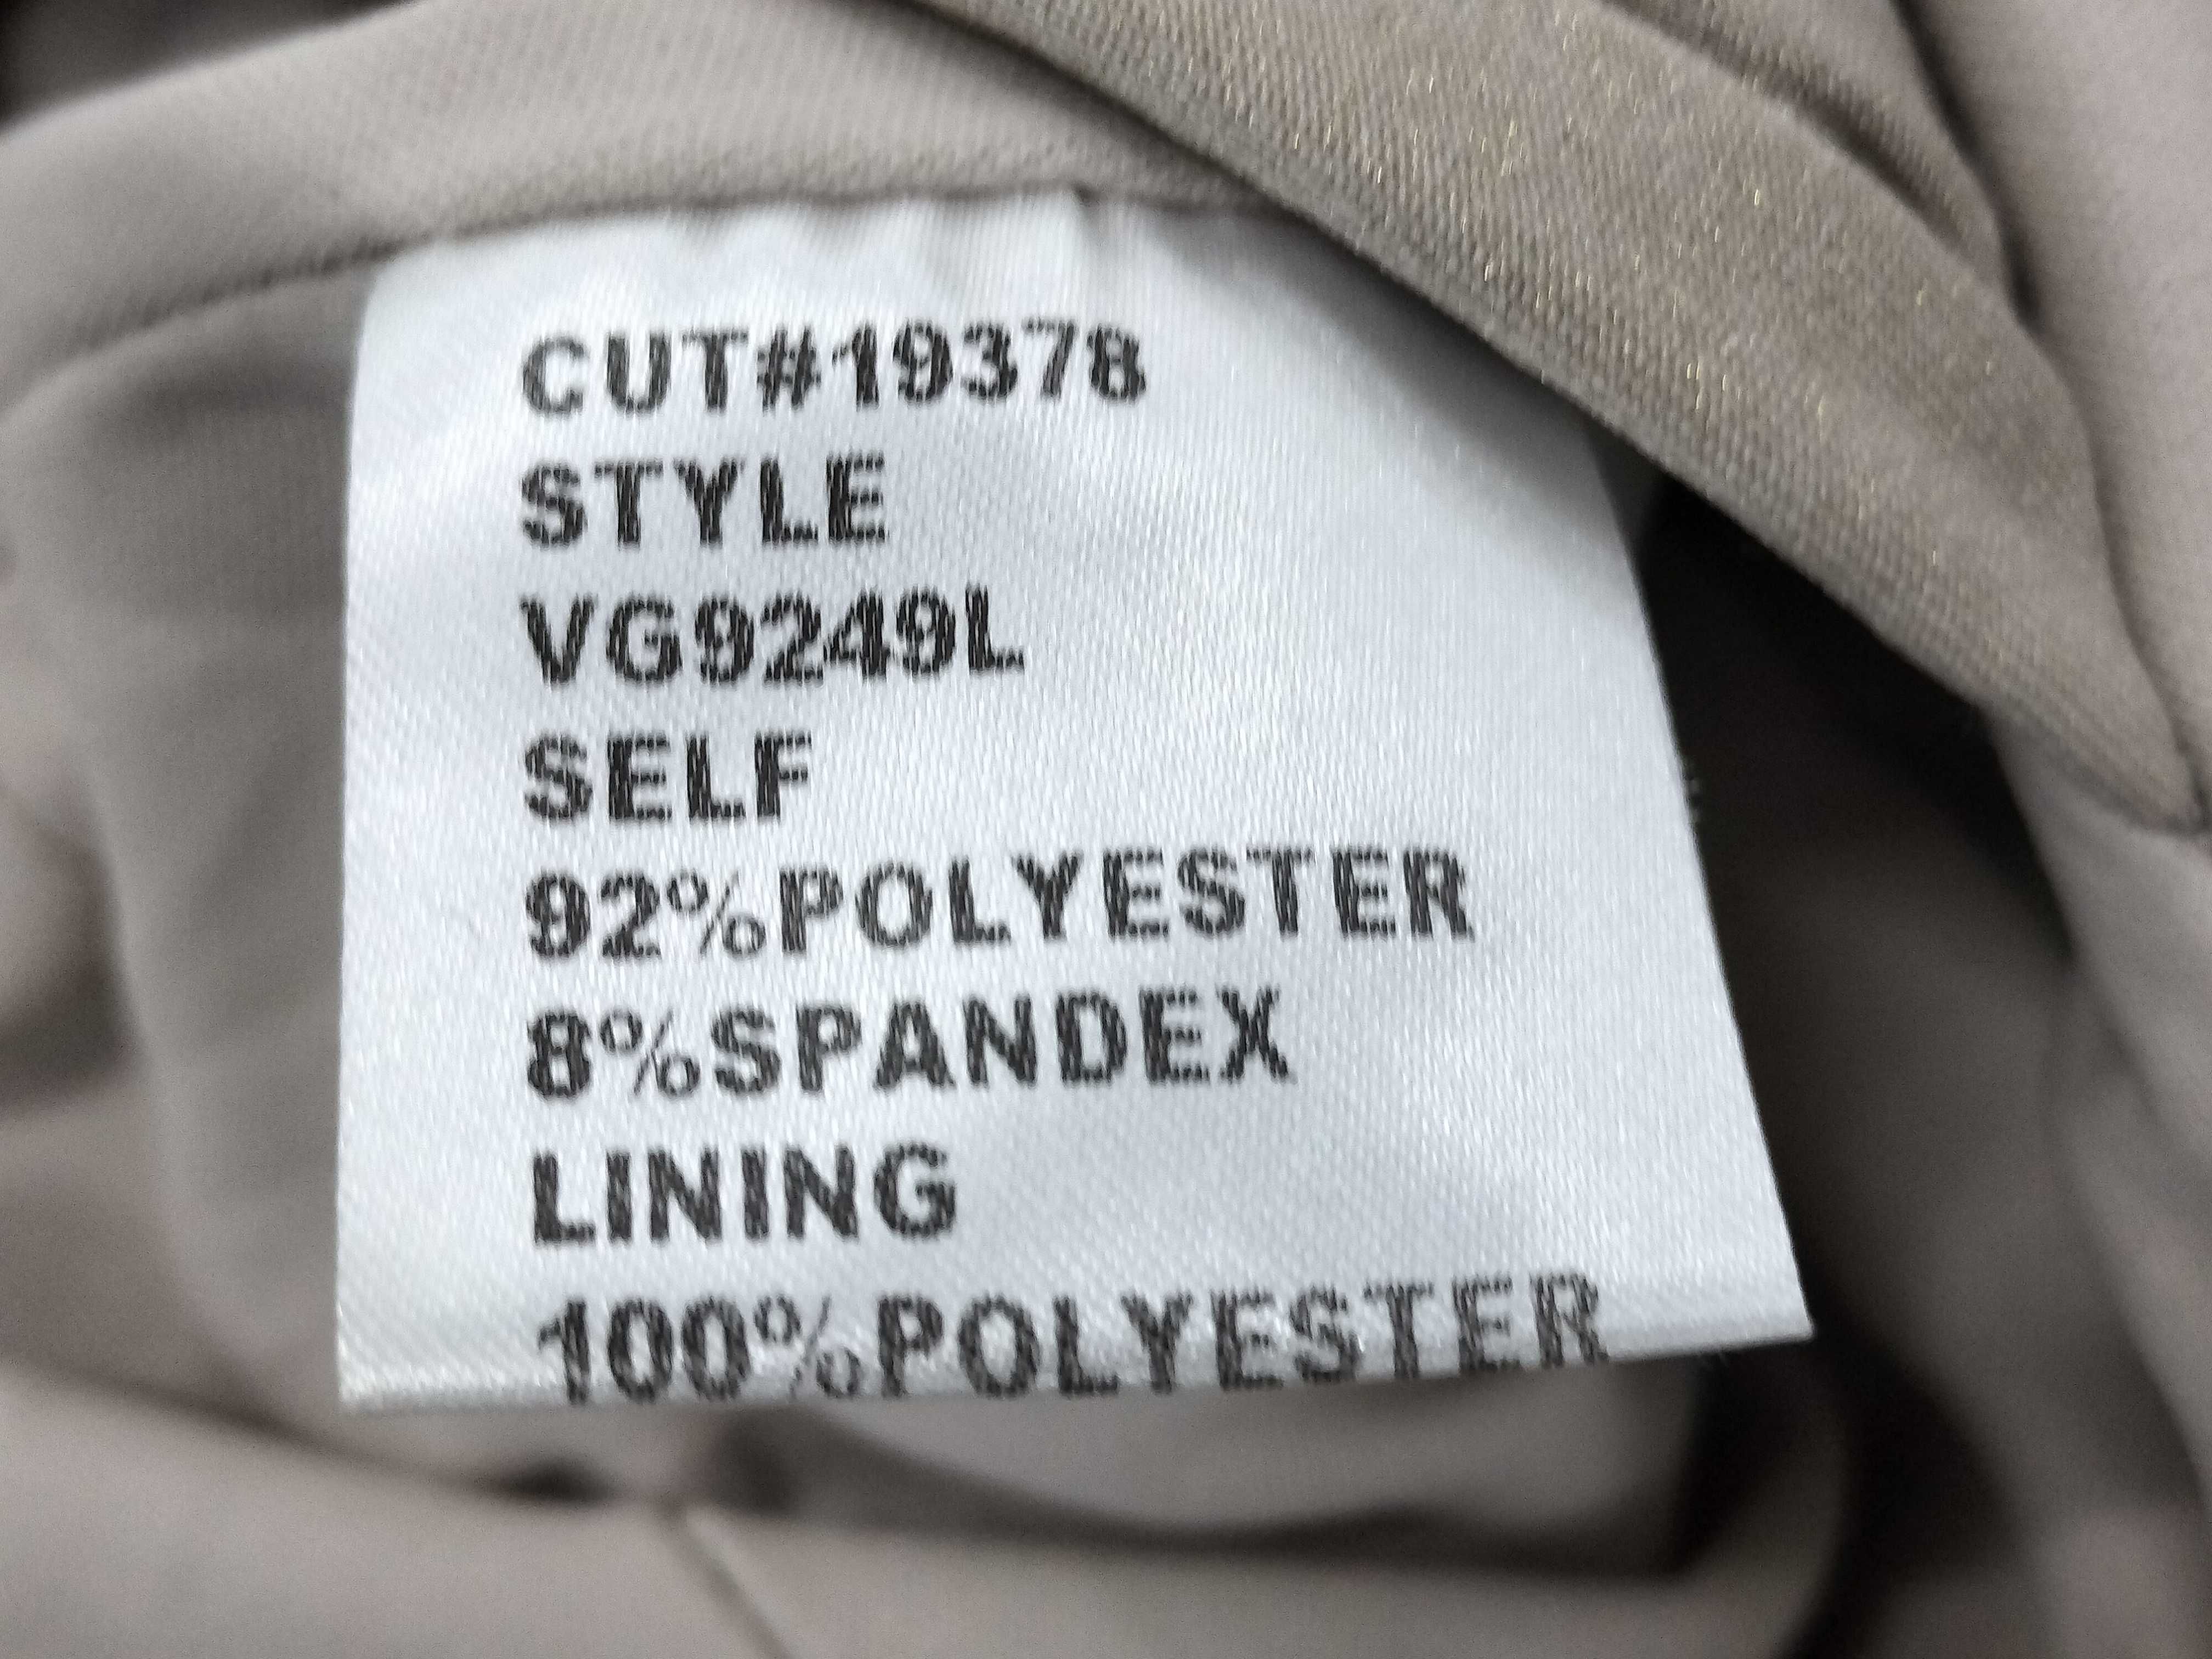 CUT#19378
STYLE
VG9249L
SELF
92%POLYESTER
8%SPANDEX
LINING
100%POLYESTER